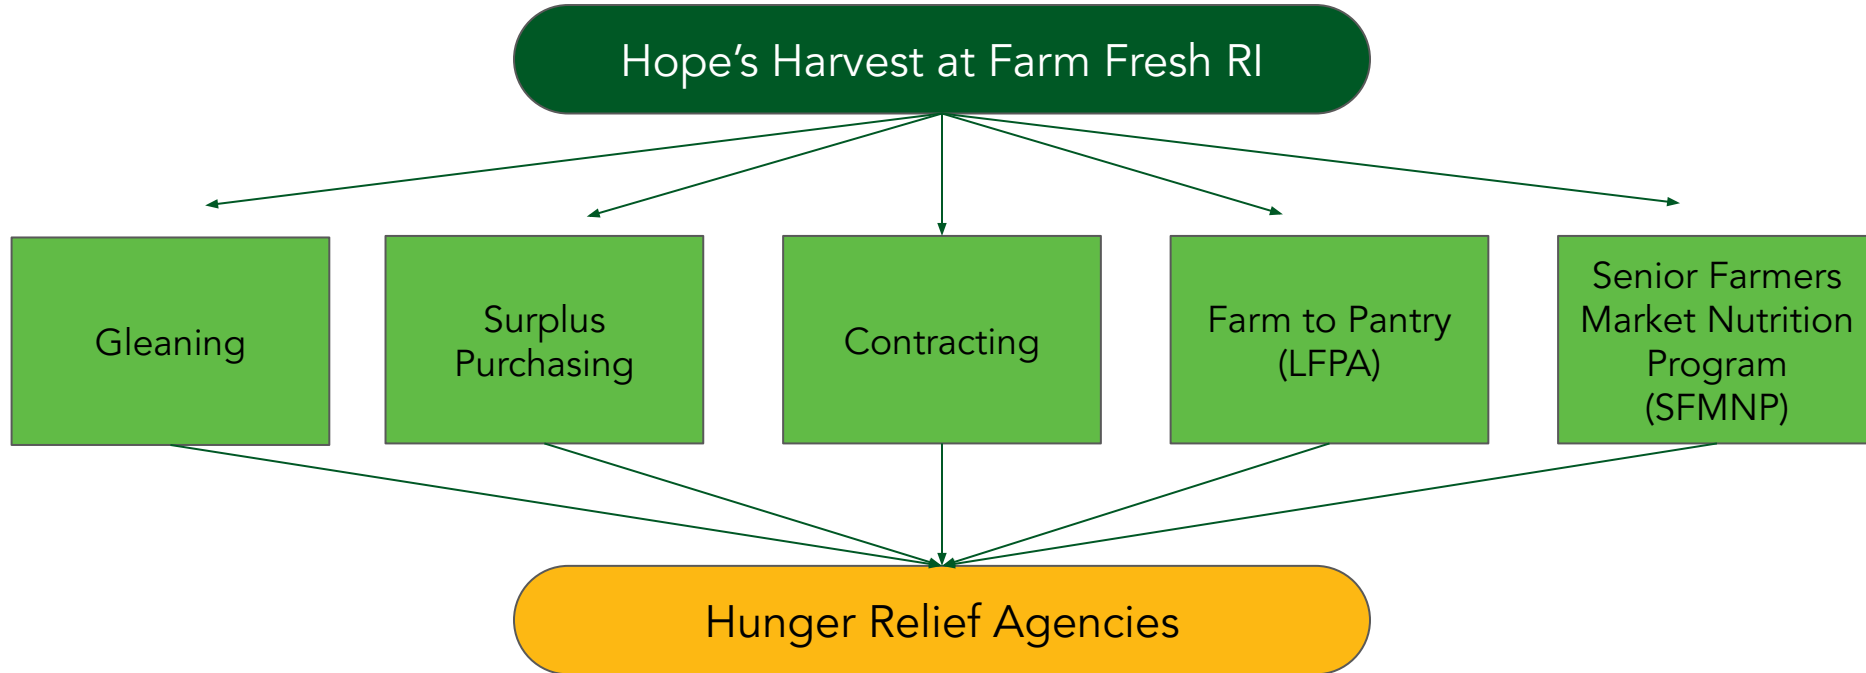 Hope’s Harvest at Farm Fresh RI
Gleaning
Surplus
Purchasing
Contracting
Farm to Pantry
(LFPA)
Senior Farmers
Market Nutrition
Program
(SFMNP)
Hunger Relief Agencies